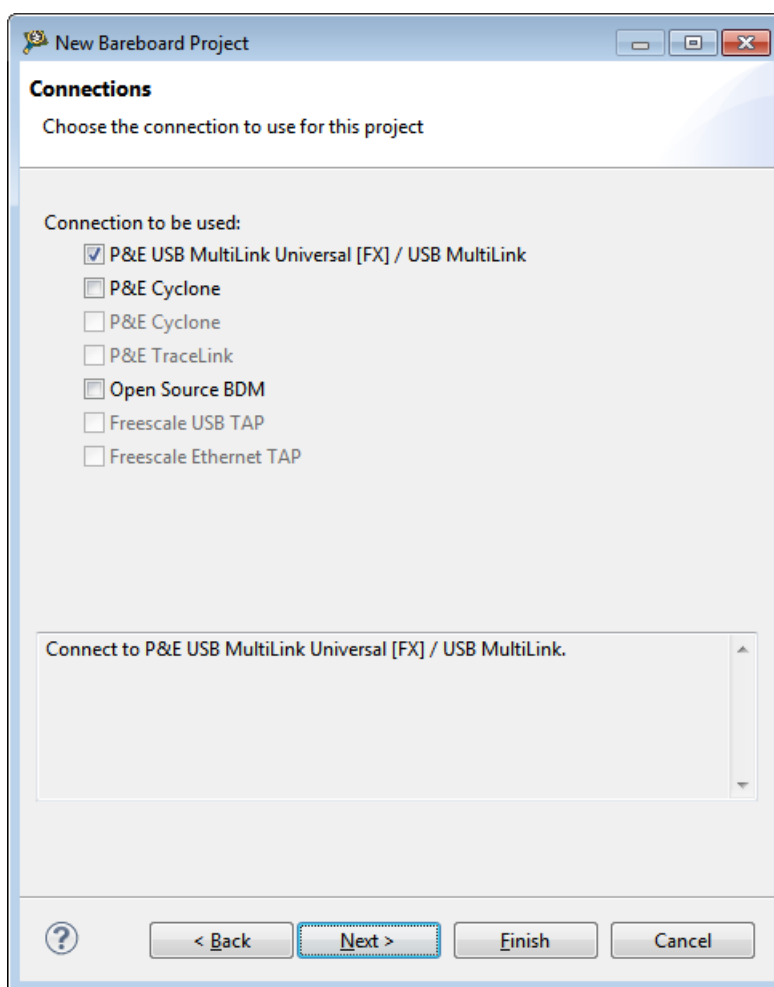 New Bareboard Project
Connections
Choose the connection to use for this project
Connection to be used:
P&E USB MultiLink Universal [FX] / USB MultiLink
P&E Cyclone
P&E Cyclone
P&E TraceLink
Open Source BDM
Freescale USB TAP
Freescale Ethernet TAP
Connect to P&E USB MultiLink Universal [FX] / USB MultiLink.
? < Back Next > Finish Cancel